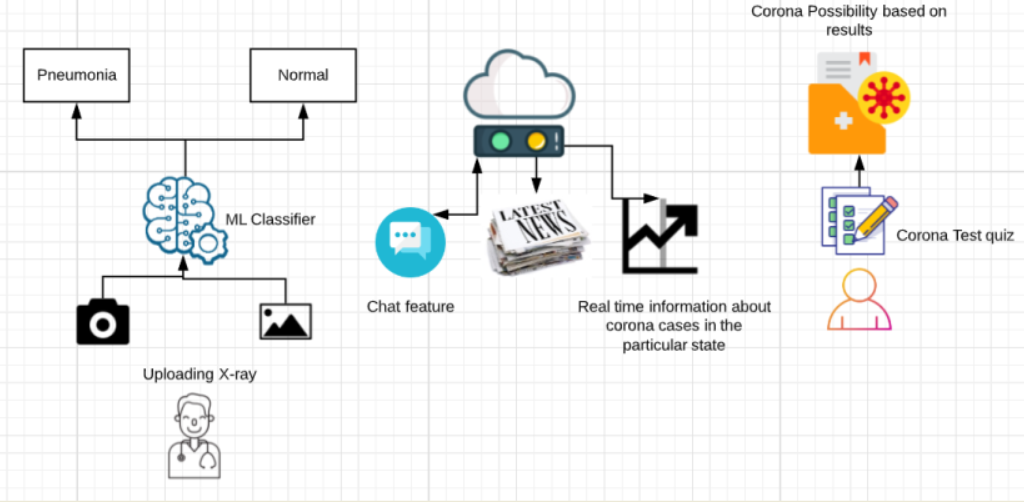 Corona Possibility based on
results
Pneumonia
Normal
LATEST
NEWS
ML Classifier
Corona Test quiz
Chat feature
Real time information about
corona cases in the
particular state
Uploading X-ray